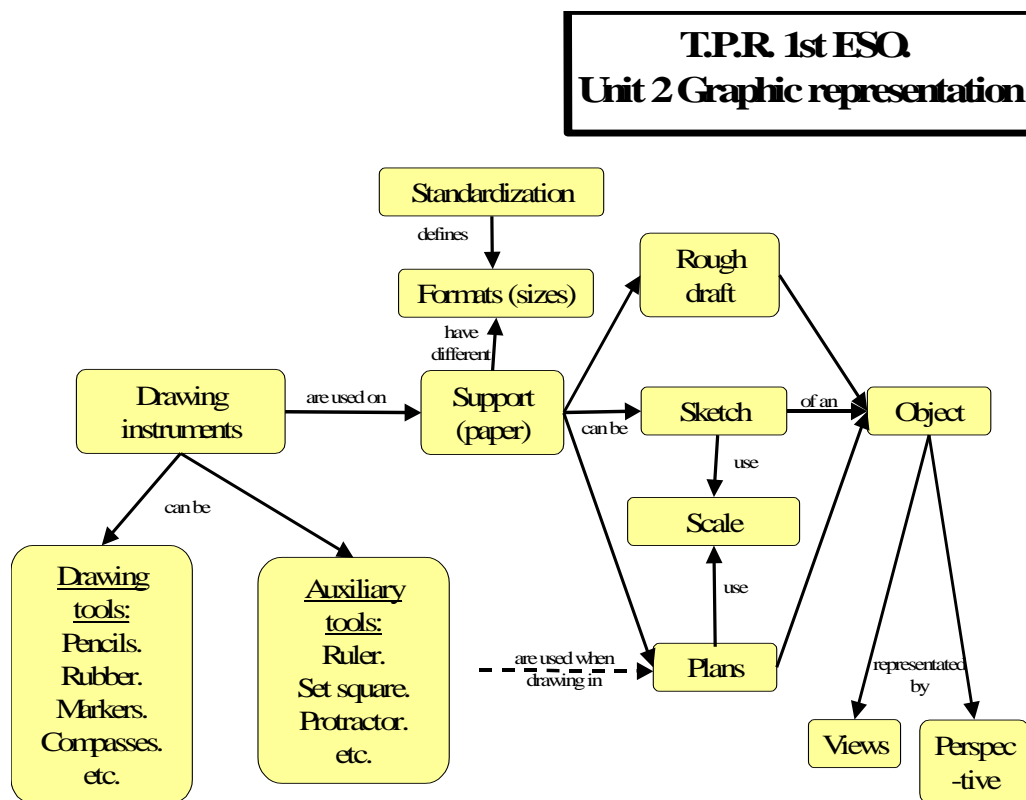 T.P.R. 1st ESO.
Unit 2 Graphic representation
Standardization
defines
Formats (sizes)
have
different
Rough
draft
Drawing
instruments
are used on
Support
(paper)
can be
Sketch
of an
Object
use
Scale
use
can be
Drawing
tools:
Pencils.
Rubber.
Markers.
Compasses.
etc.
Auxiliary
tools:
Ruler.
Set square.
Protractor.
etc.
are used when
drawing in
Plans
representated
by
Views
Perspec
-tive